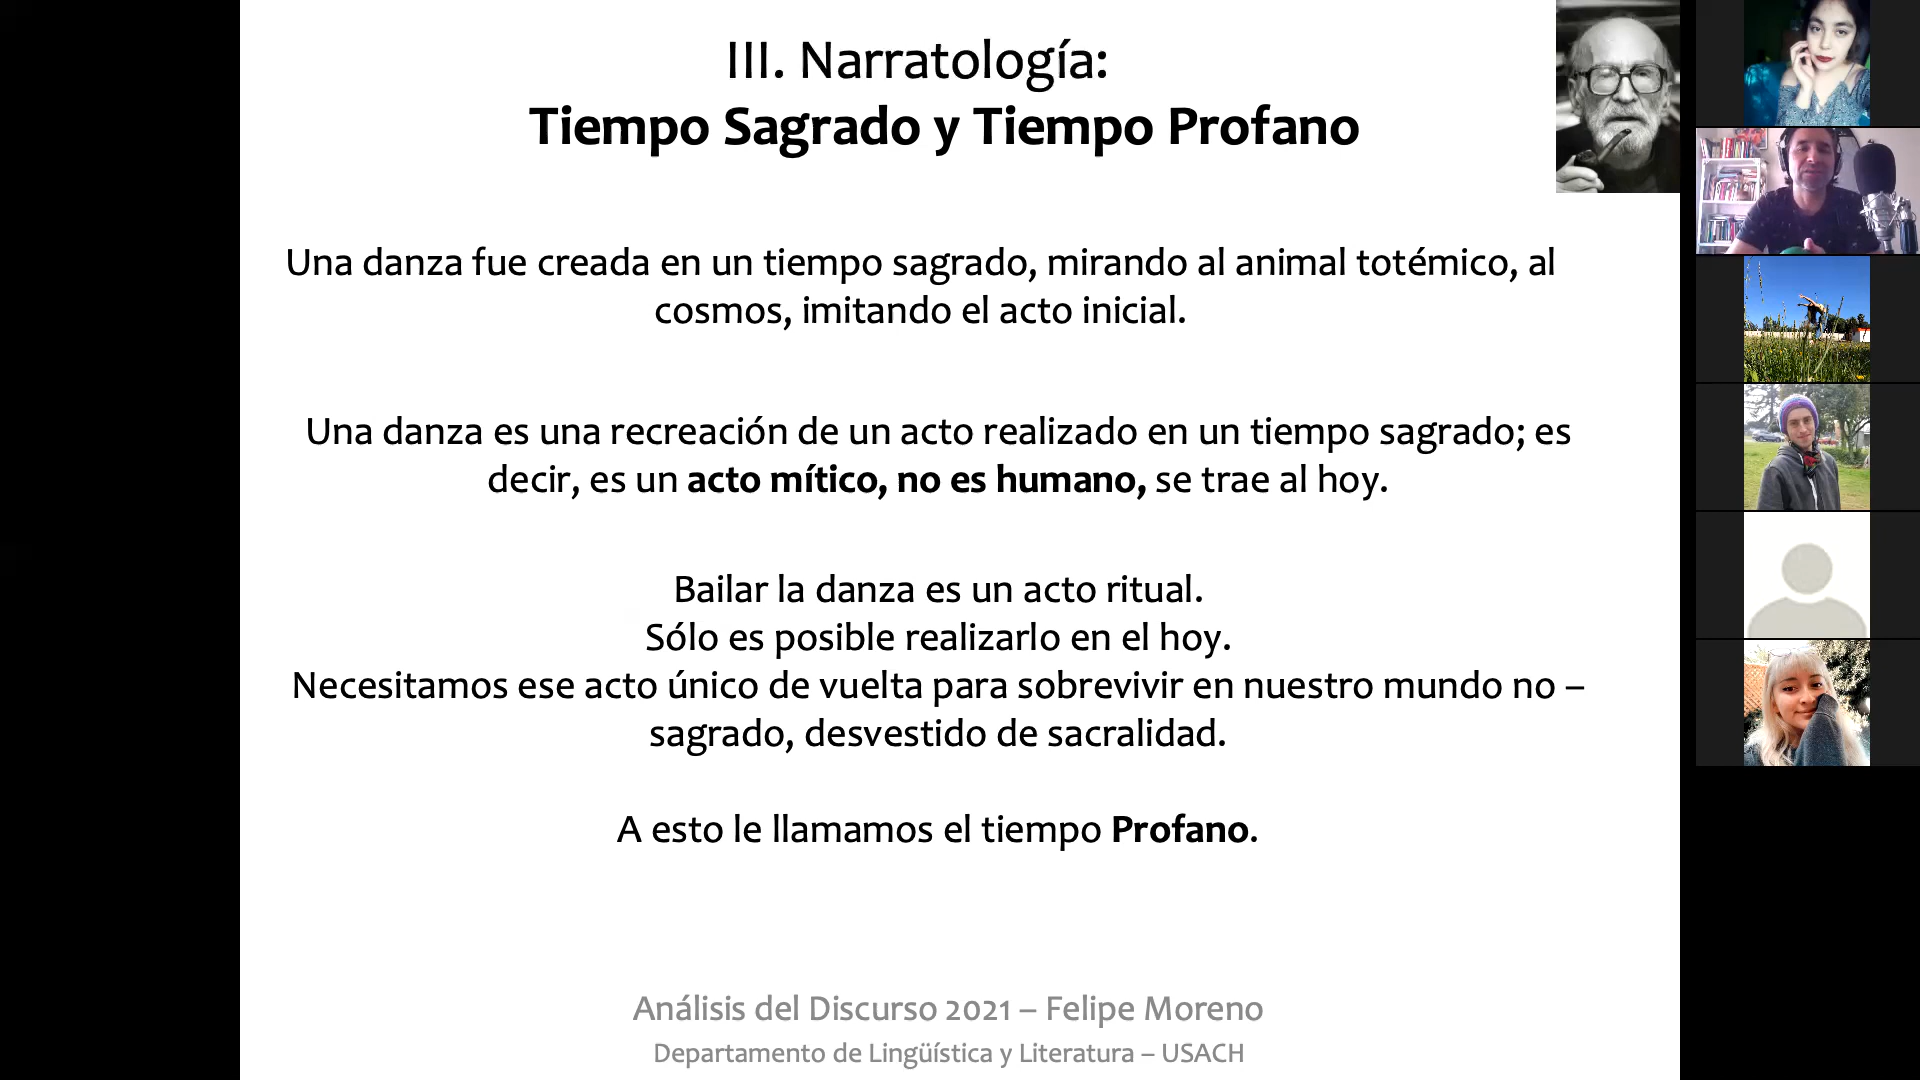 III. Narratología:
Tiempo Sagrado y Tiempo Profano
Una danza fue creada en un tiempo sagrado, mirando al animal totémico, al
cosmos, imitando el acto inicial.
Una danza es una recreación de un acto realizado en un tiempo sagrado; es
decir, es un acto mítico, no es humano, se trae al hoy.
Bailar la danza es un acto ritual.
Sólo es posible realizarlo en el hoy.
Necesitamos ese acto único de vuelta para sobrevivir en nuestro mundo no –
sagrado, desvestido de sacralidad.
A esto le llamamos el tiempo Profano.
Análisis del Discurso 2021 – Felipe Moreno
Departamento de Lingüística y Literatura – USACH